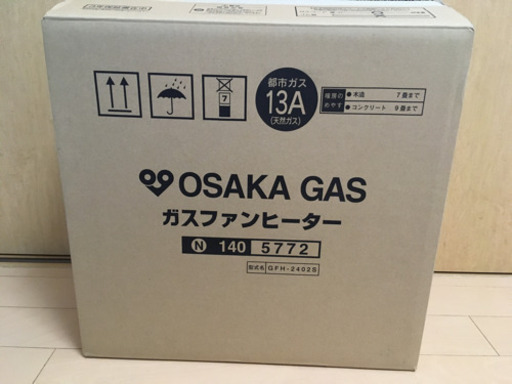 都市ガス
13A
(天然ガス)
暖房の
めやす
●木造 7畳まで
●コンクリート 9畳まで
7
OSAKA GAS
ガスファンヒーター
N 140 5772
型式名 GFH-2402S